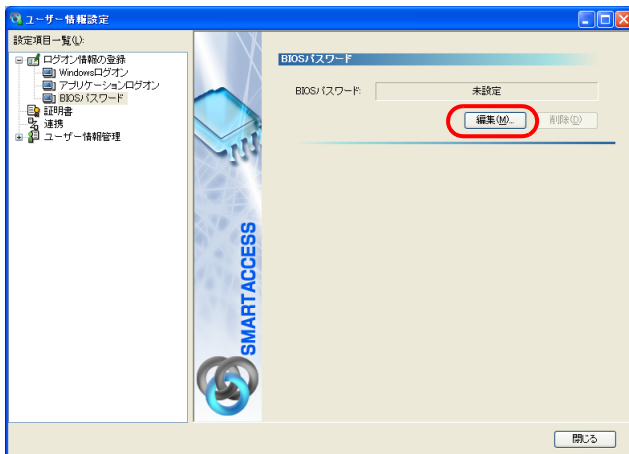 ユーザー情報設定
設定項目一覧(L):
ログオン情報の登録
Windowsログオン
アプリケーションログオン
BIOSパスワード
証明書
連携
ユーザー情報管理
SMARTACCESS
BIOSパスワード
BIOSパスワード:
未設定
編集(M)...
削除(D)
閉じる